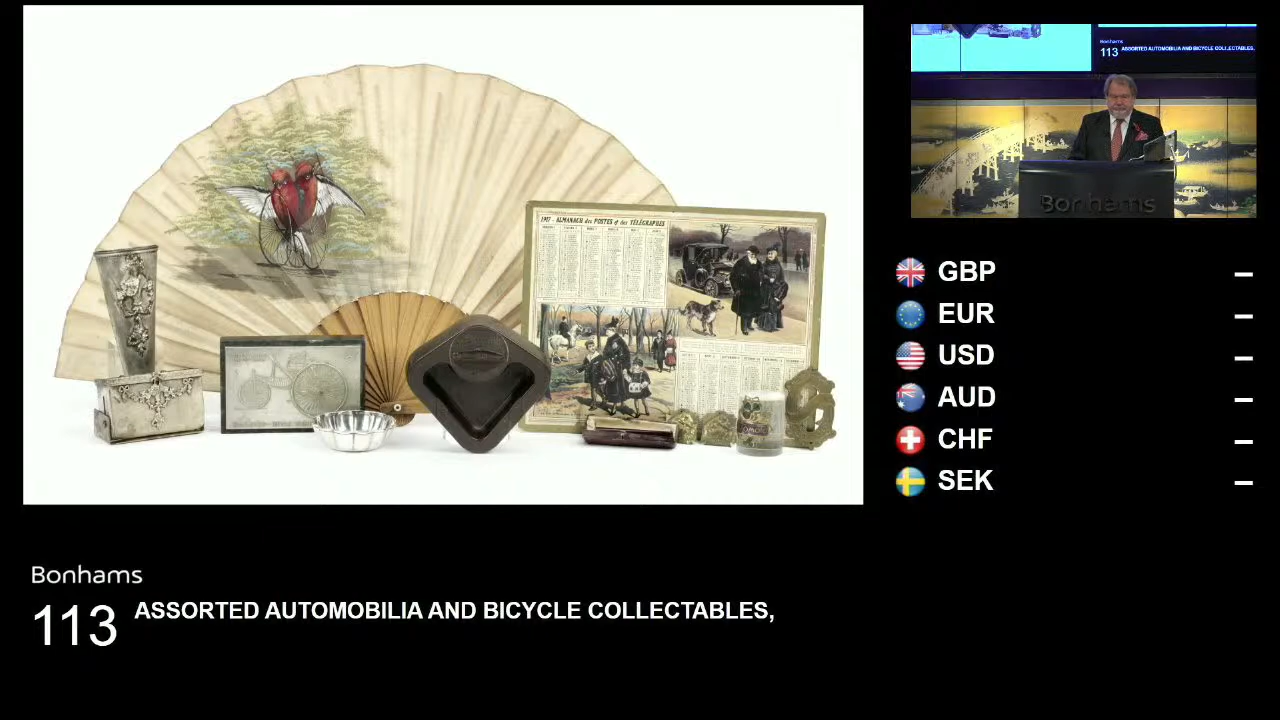 1917 - ALMANACH des POSTES et des TÉLÉGRAPHES
Bonhams
113 ASSORTED AUTOMOBILIA AND BICYCLE COLLECTABLES,
Bonhams
GBP –
EUR –
USD –
AUD –
CHF –
SEK –
Bonhams
113 ASSORTED AUTOMOBILIA AND BICYCLE COLLECTABLES,